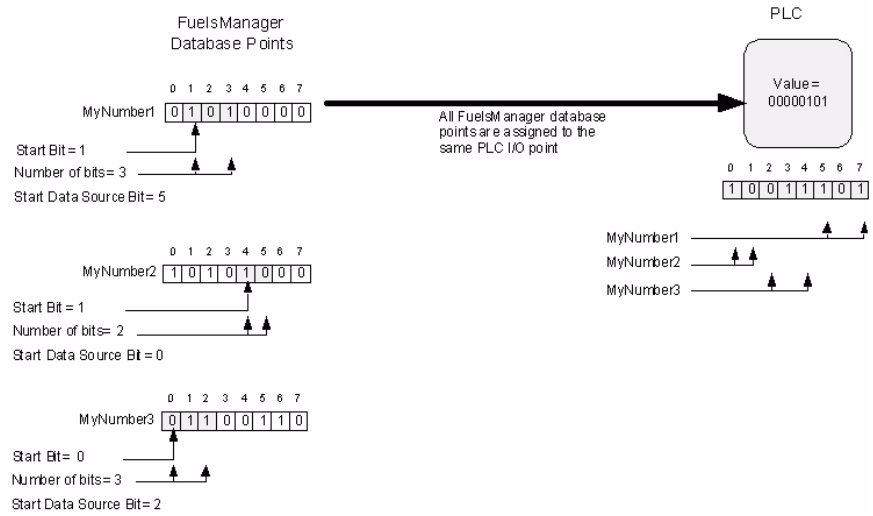 FuelsManager
Database Points
PLC
0 1 2 3 4 5 6 7
MyNumber1 0 1 0 1 0 0 0 0
Start Bit = 1
Number of bits= 3
Start Data Source Bit= 5
All FuelsManager database
points are assigned to the
same PLC I/O point
Value =
00000101
0 1 2 3 4 5 6 7
1 0 0 1 1 1 0 1
MyNumber1
MyNumber2
MyNumber3
0 1 2 3 4 5 6 7
MyNumber2 1 0 1 0 1 0 0 0
Start Bit = 1
Number of bits= 2
Start Data Source Bit = 0
0 1 2 3 4 5 6 7
MyNumber3 0 1 1 0 0 1 1 0
Start Bit= 0
Number of bits= 3
Start Data Source Bit= 2